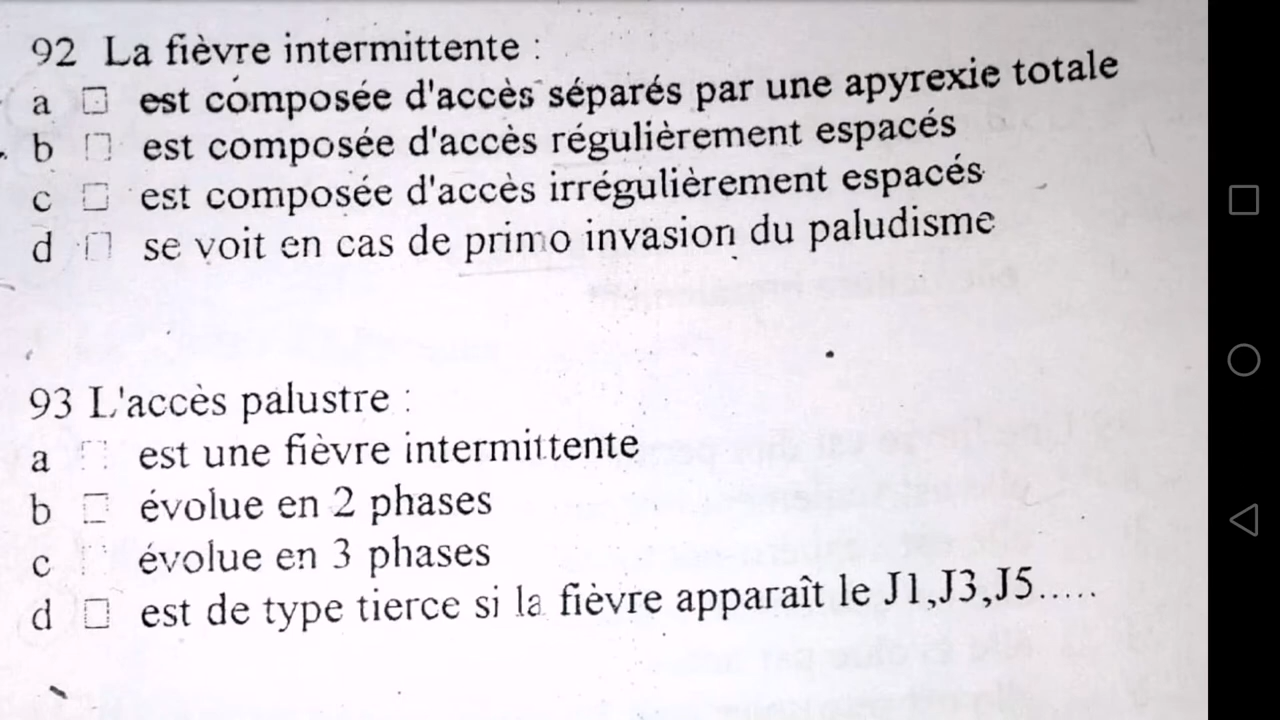 92 La fièvre intermittente :
a est composée d'accès séparés par une apyrexie totale
b est composée d'accès régulièrement espacés
c est composée d'accès irrégulièrement espacés
d se voit en cas de primo invasion du paludisme
93 L'accès palustre :
a est une fièvre intermittente
b évolue en 2 phases
c évolue en 3 phases
d est de type tierce si la fièvre apparaît le J1,J3,J5.....